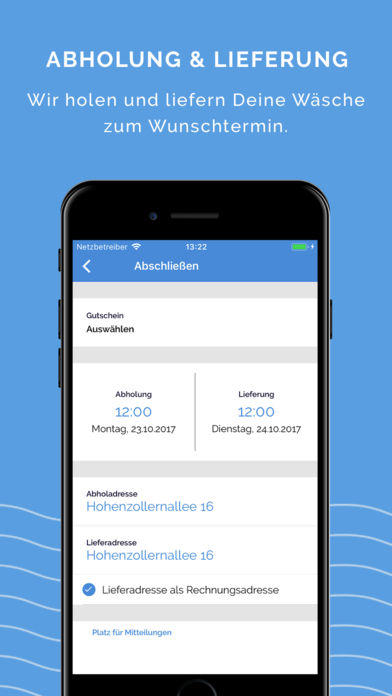 ABHOLUNG & LIEFERUNG
Wir holen und liefern Deine Wäsche
zum Wunschtermin.
Netzbetreiber 13:22
Abschließen
Gutschein
Auswählen
Abholung Lieferung
12:00 12:00
Montag, 23.10.2017 Dienstag, 24.10.2017
Abholadresse
Hohenzollernallee 16
Lieferadresse
Hohenzollernallee 16
Lieferadresse als Rechnungsadresse
Platz für Mitteilungen